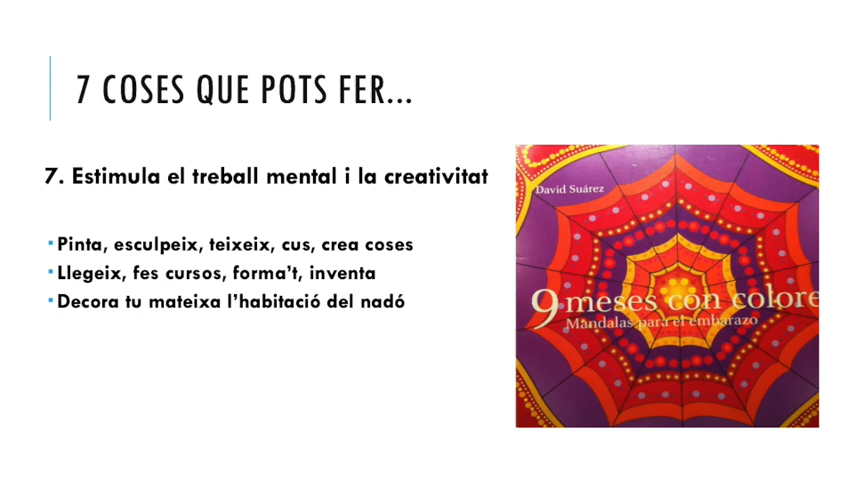 7 COSES QUE POTS FER...
7. Estimula el treball mental i la creativitat
Pinta, esculpeix, teixeix, cus, crea coses
Llegeix, fes cursos, forma’t, inventa
Decora tu mateixa l’habitació del nadó
David Suárez
9 meses con colore
Mandalas para el embarazo